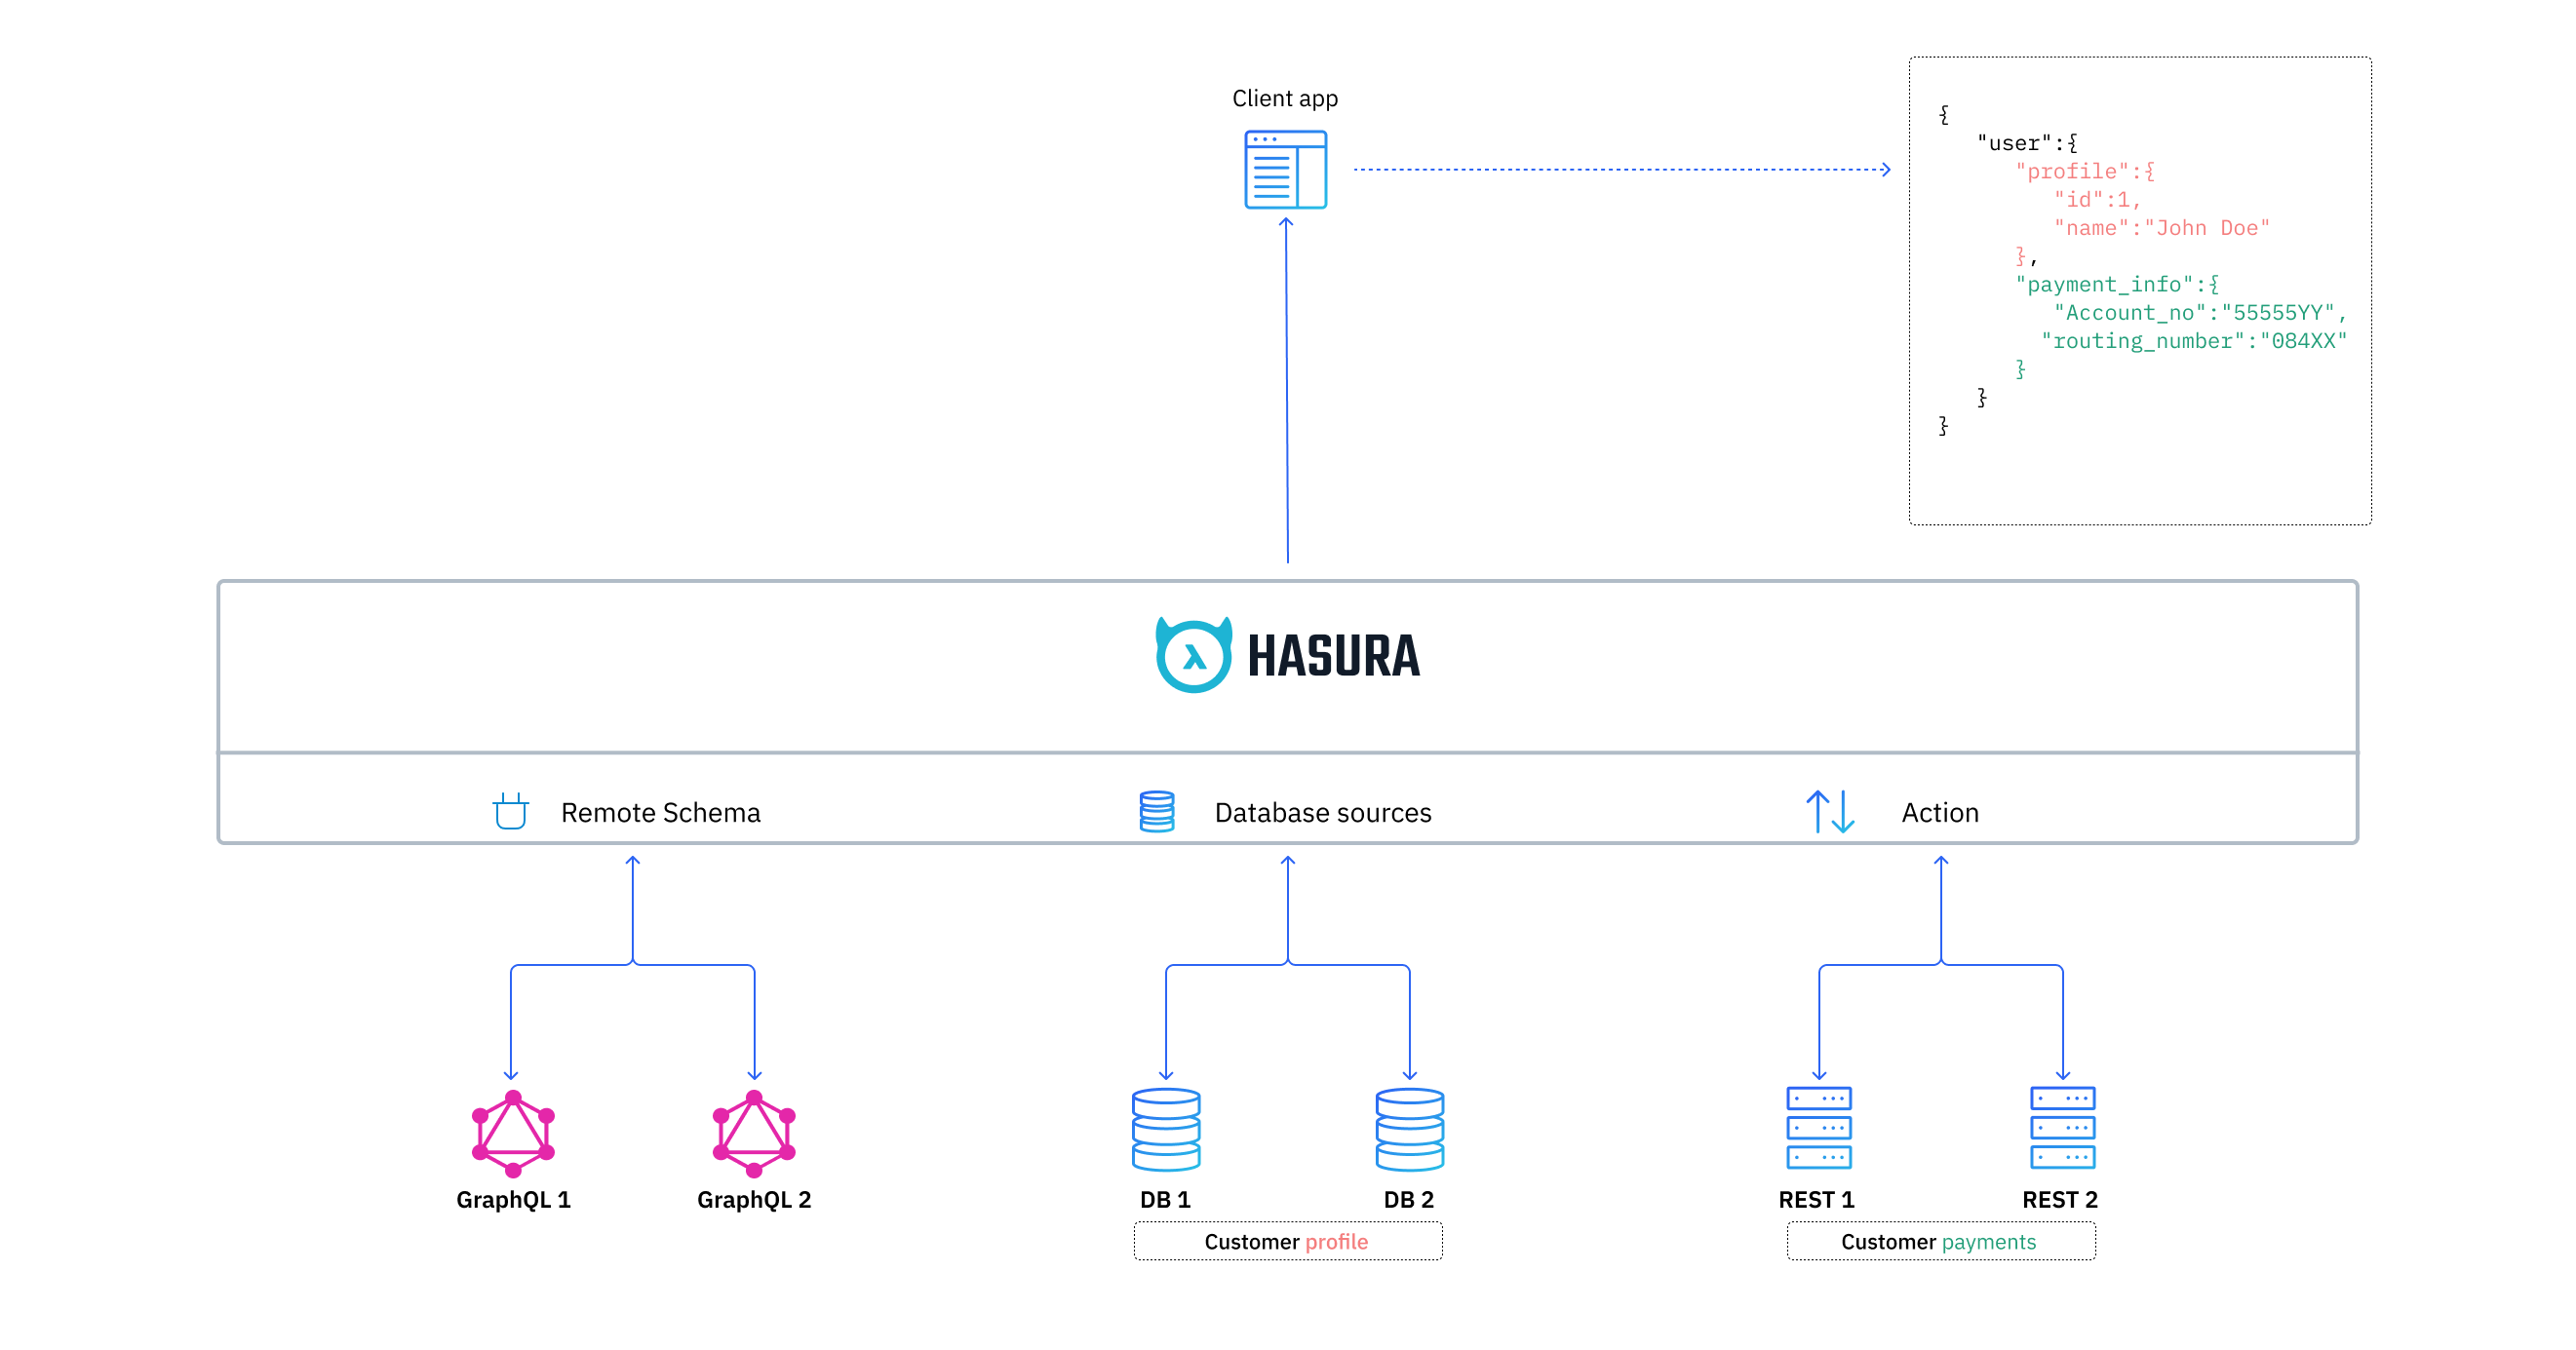 Client app
{
"user":{
"profile":{
"id":1,
"name":"John Doe"
},
"payment_info":{
"Account_no":"55555YY",
"routing_number":"084XX"
}
}
}
λ HASURA
Remote Schema
Database sources
Action
GraphQL 1
GraphQL 2
DB 1
DB 2
REST 1
REST 2
Customer profile
Customer payments